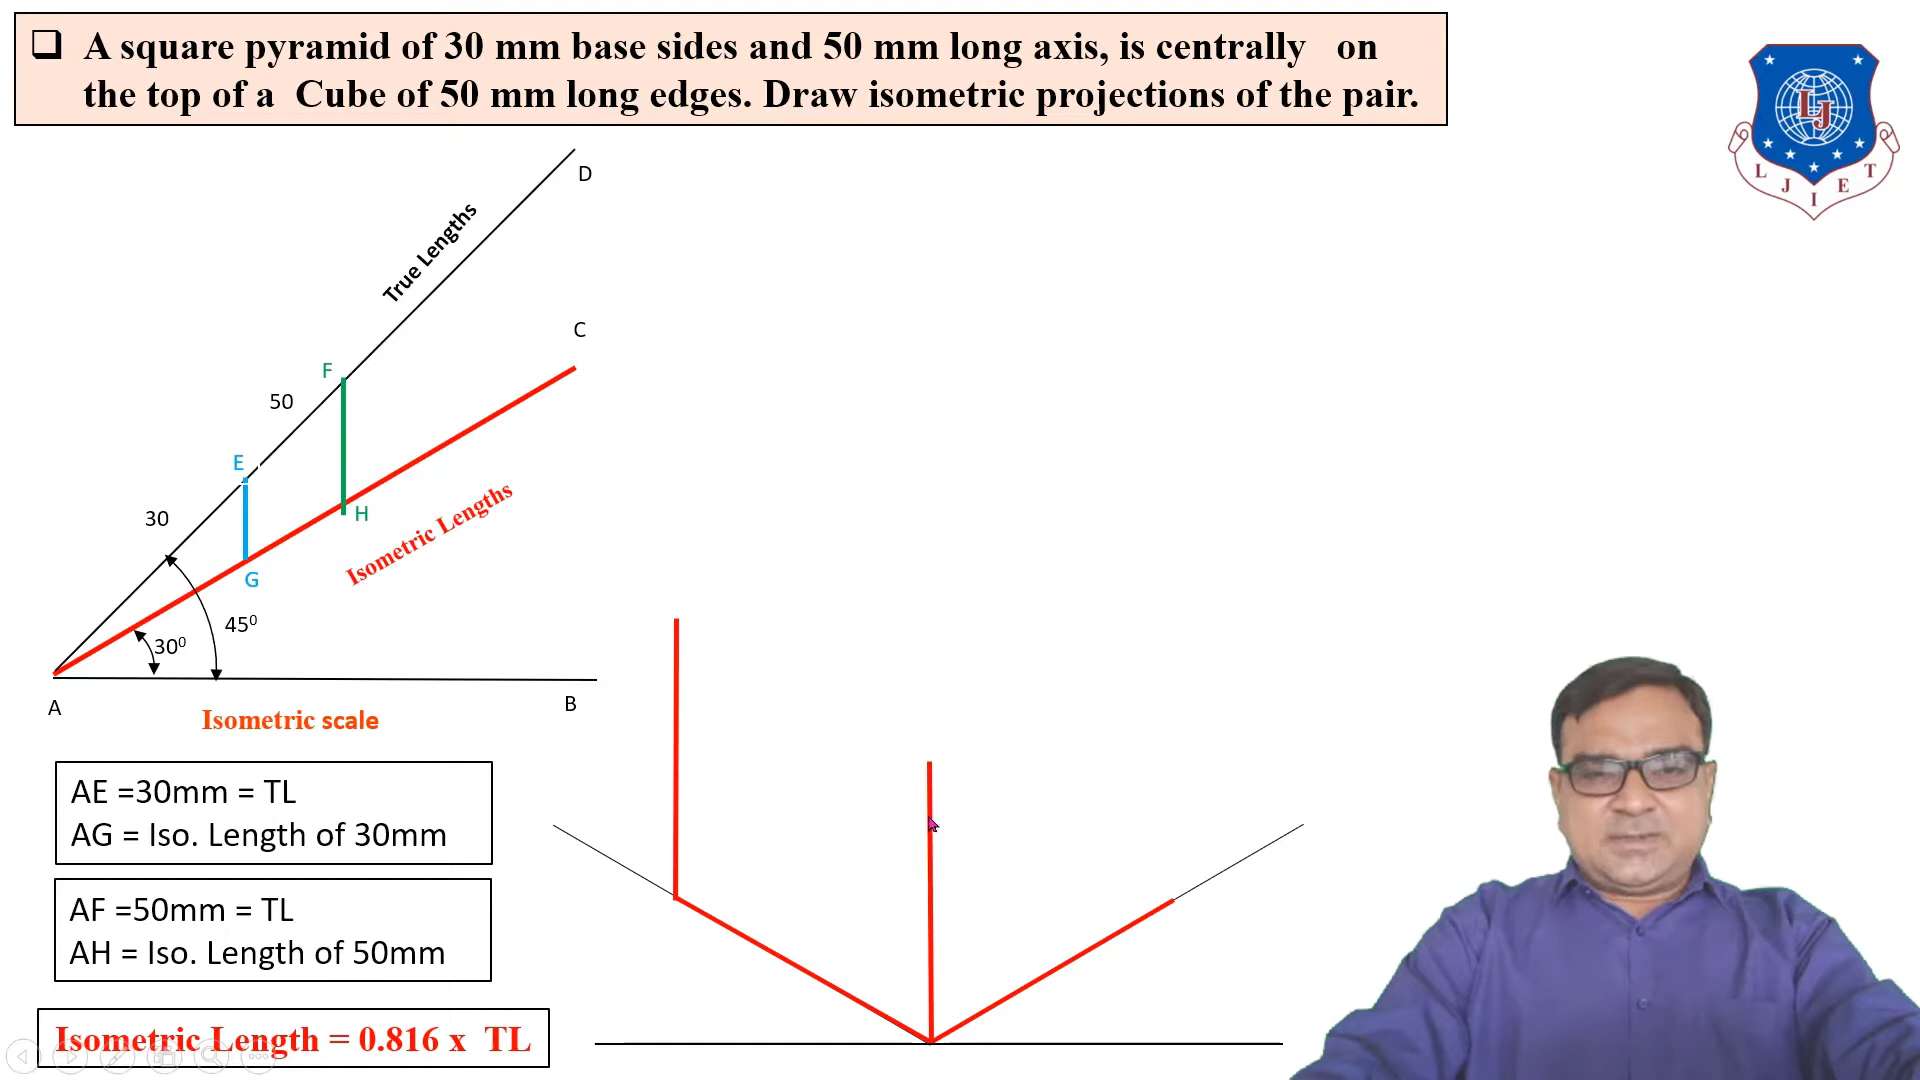 ❑ A square pyramid of 30 mm base sides and 50 mm long axis, is centrally on
the top of a Cube of 50 mm long edges. Draw isometric projections of the pair.
LJ
L J I E T
D
True Lengths
C
F
50
E
30
H
Isometric Lengths
G
45⁰
30⁰
A
B
Isometric scale
AE =30mm = TL
AG = Iso. Length of 30mm
AF =50mm = TL
AH = Iso. Length of 50mm
Isometric Length = 0.816 x TL